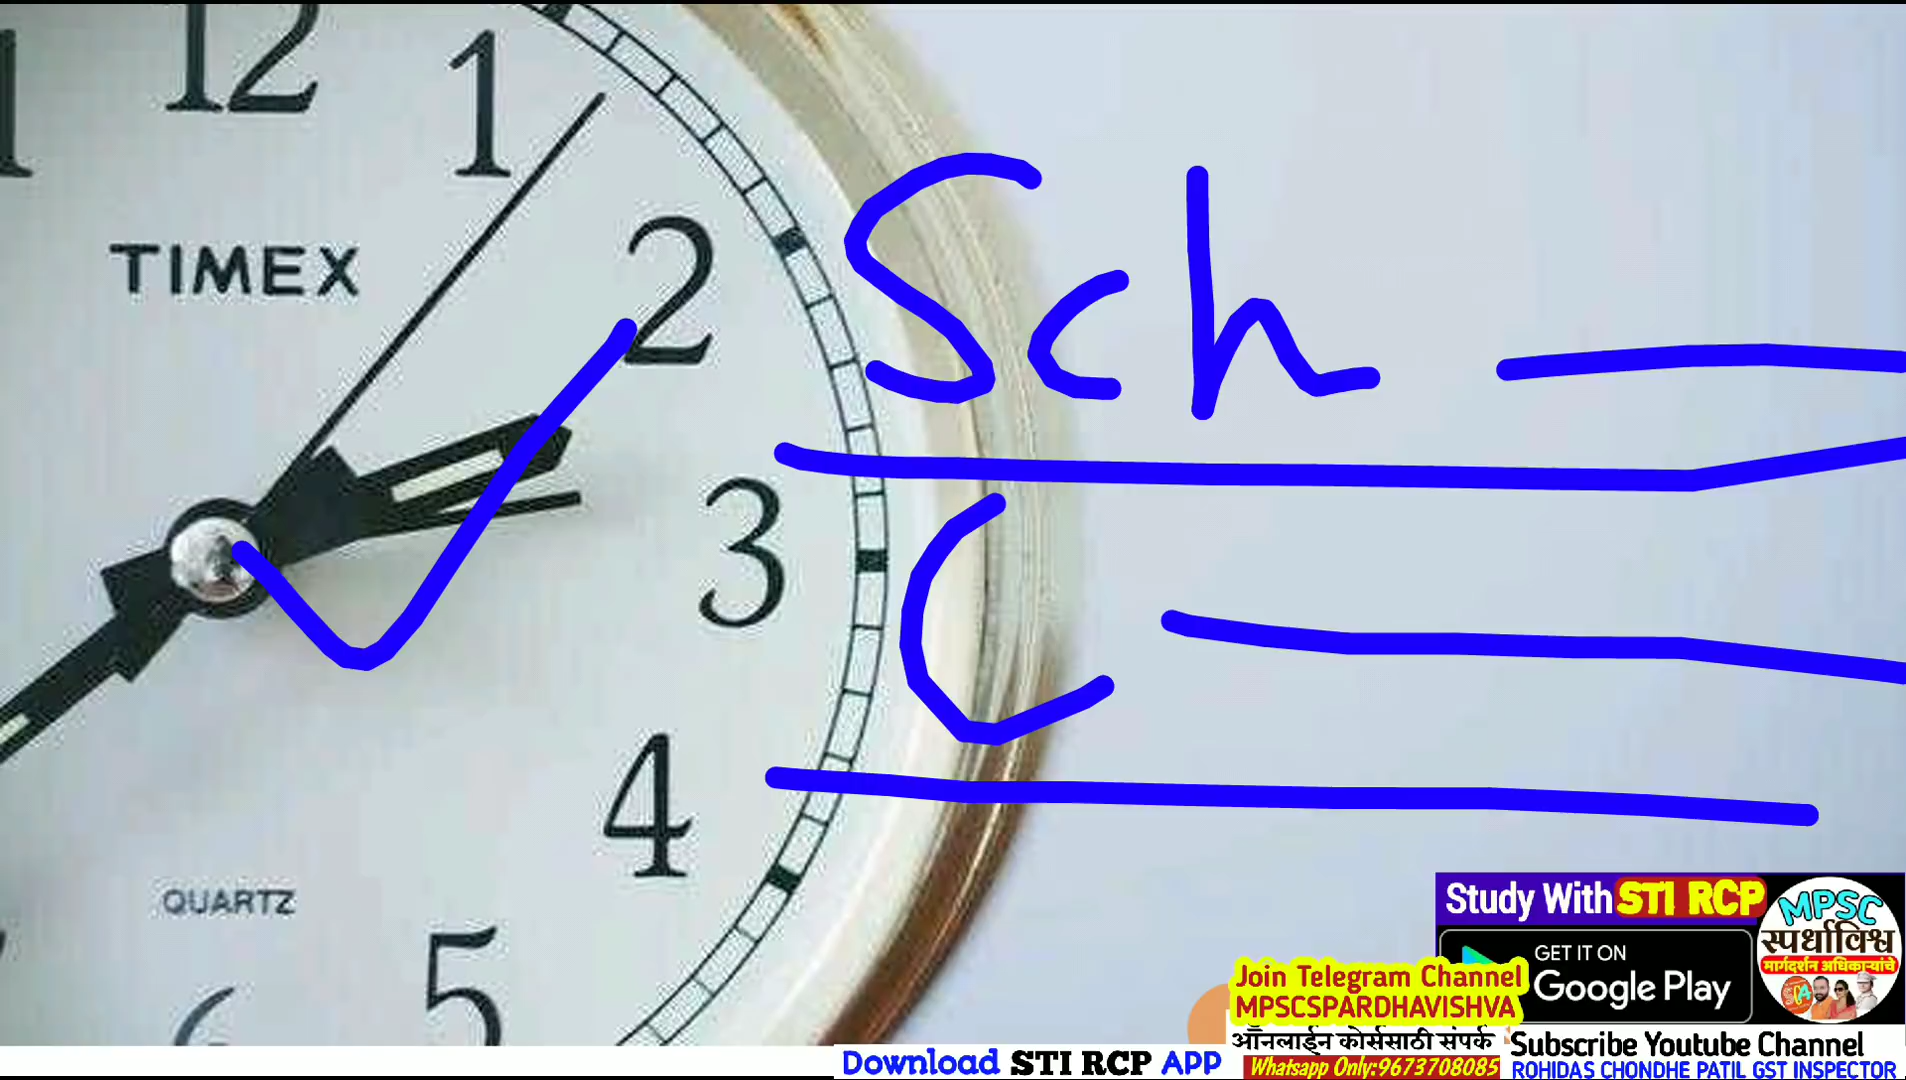 12
1
TIMEX
2
3
4
QUARTZ
5
6
Sch
C
Study With STI RCP
GET IT ON
Google Play
MPSC
स्पर्धाविश्व
मार्गदर्शन अधिकाऱ्यांचे
Join Telegram Channel
MPSCSPARDHAVISHVA
ऑनलाईन कोर्ससाठी संपर्क
Whatsapp Only:9673708085
Download STI RCP APP
Subscribe Youtube Channel
ROHIDAS CHONDHE PATIL GST INSPECTOR